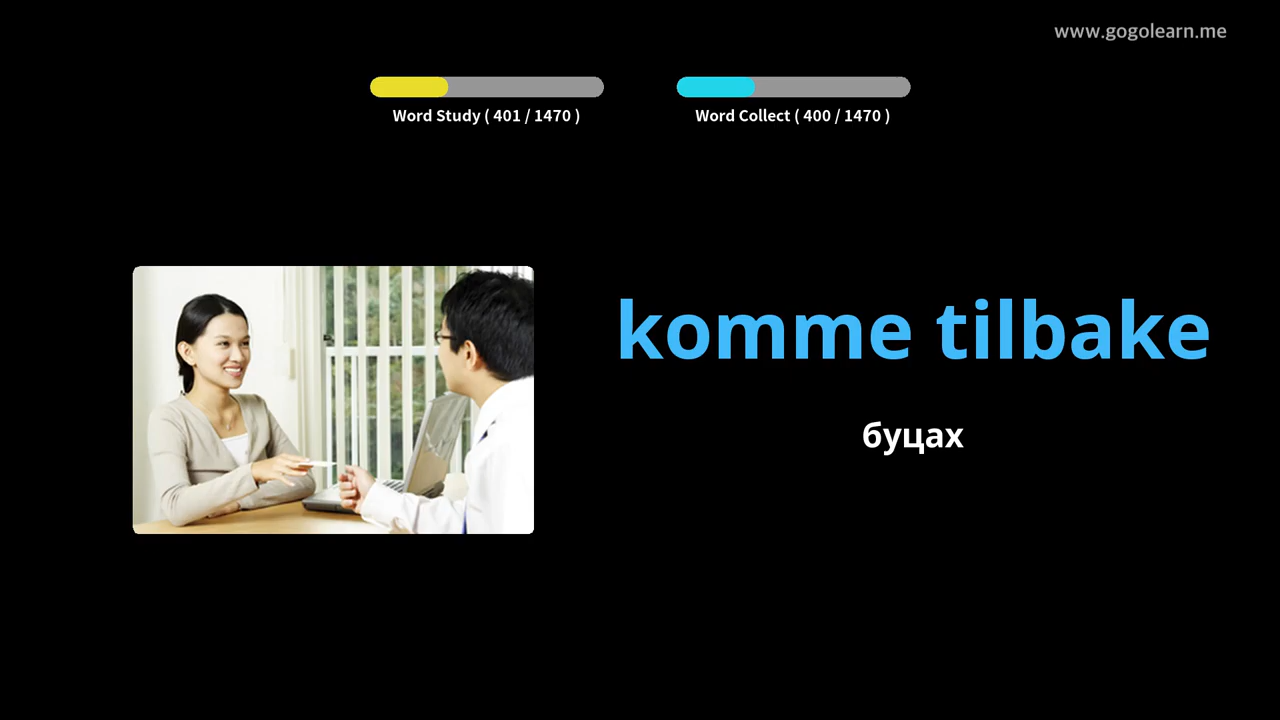 www.gogolearn.me
Word Study ( 401 / 1470 )
Word Collect ( 400 / 1470 )
komme tilbake
буцах